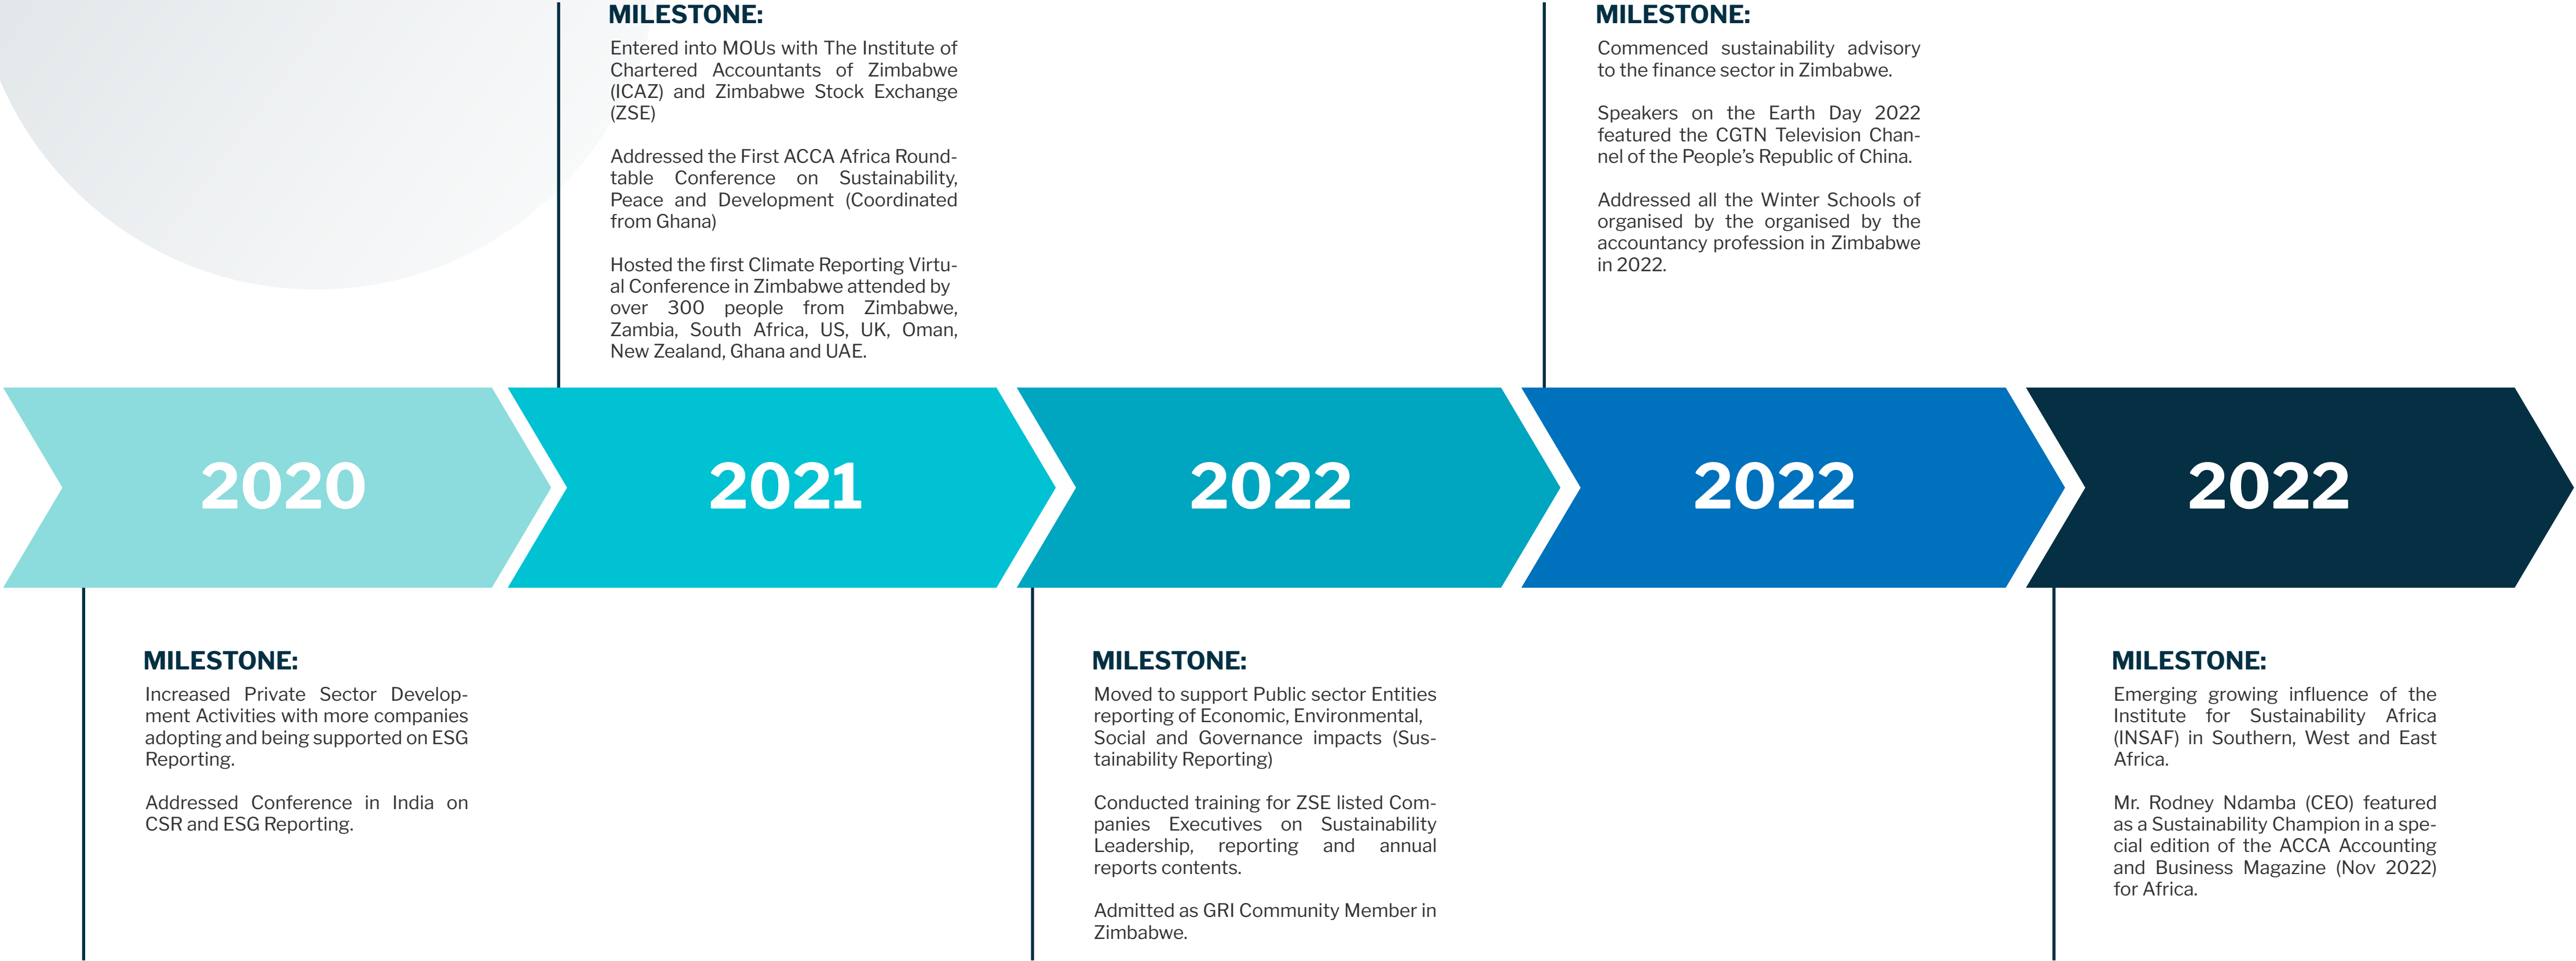 MILESTONE:
Entered into MOUs with The Institute of
Chartered Accountants of Zimbabwe
(ICAZ) and Zimbabwe Stock Exchange
(ZSE)
Addressed the First ACCA Africa Round-
table Conference on Sustainability,
Peace and Development (Coordinated
from Ghana)
Hosted the first Climate Reporting Virtu-
al Conference in Zimbabwe attended by
over 300 people from Zimbabwe,
Zambia, South Africa, US, UK, Oman,
New Zealand, Ghana and UAE.
MILESTONE:
Commenced sustainability advisory
to the finance sector in Zimbabwe.
Speakers on the Earth Day 2022
featured the CGTN Television Chan-
nel of the People’s Republic of China.
Addressed all the Winter Schools of
organised by the organised by the
accountancy profession in Zimbabwe
in 2022.
2020
2021
2022
2022
2022
MILESTONE:
Increased Private Sector Develop-
ment Activities with more companies
adopting and being supported on ESG
Reporting.
Addressed Conference in India on
CSR and ESG Reporting.
MILESTONE:
Moved to support Public sector Entities
reporting of Economic, Environmental,
Social and Governance impacts (Sus-
tainability Reporting)
Conducted training for ZSE listed Com-
panies Executives on Sustainability
Leadership, reporting and annual
reports contents.
Admitted as GRI Community Member in
Zimbabwe.
MILESTONE:
Emerging growing influence of the
Institute for Sustainability Africa
(INSAF) in Southern, West and East
Africa.
Mr. Rodney Ndamba (CEO) featured
as a Sustainability Champion in a spe-
cial edition of the ACCA Accounting
and Business Magazine (Nov 2022)
for Africa.